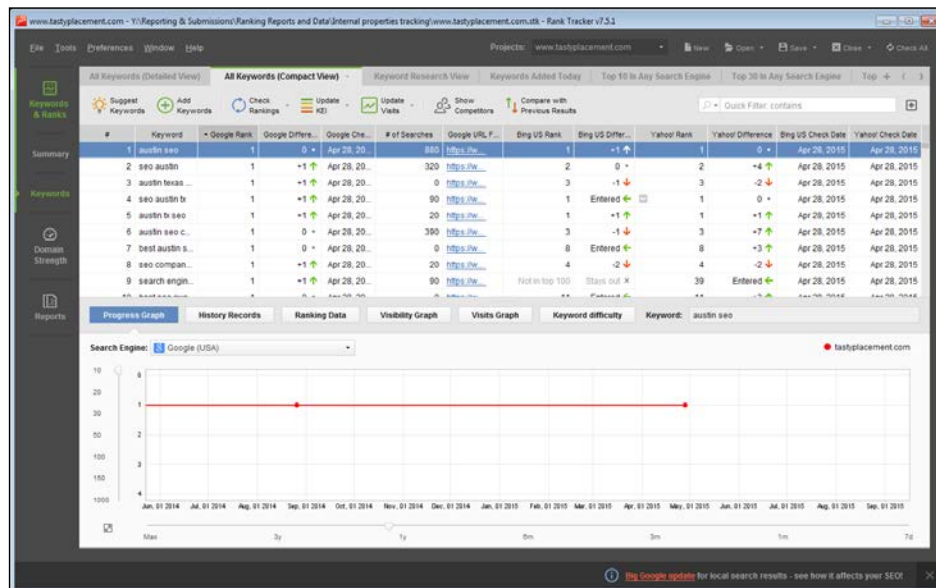 www.tastyplacement.com - Y:\Reporting & Submissions\Ranking Reports and Data\Internal properties tracking\www.tastyplacement.com.stk - Rank Tracker v7.5.1
File Tools Preferences Window Help Projects: www.tastyplacement.com New Open Save Close Check All
All Keywords (Detailed View) All Keywords (Compact View) Keyword Research View Keywords Added Today Top 10 in Any Search Engine Top 30 in Any Search Engine Top
Keywords & Ranks
Summary
Keywords
Domain Strength
Reports
Suggest Keywords Add Keywords Check Rankings Update KEI Update Visits Show Competitors Compare with Previous Results Quick Filter: contains
# Keyword Google Rank Google Differe... Google Che... # of Searches Google URL F... Bing US Rank Bing US Differ... Yahoo! Rank Yahoo! Difference Bing US Check Date Yahoo! Check Date
1 austin seo 1 0 Apr 28, 20... 880 https://w... 1 +1 1 0 Apr 28, 2015 Apr 28, 2015
2 seo austin 1 +1 Apr 28, 20... 320 https://w... 2 0 2 +4 Apr 28, 2015 Apr 28, 2015
3 austin texas ... 1 +1 Apr 28, 20... 0 https://w... 3 -1 3 -2 Apr 28, 2015 Apr 28, 2015
4 seo austin tx 1 +1 Apr 28, 20... 90 https://w... 1 Entered 1 0 Apr 28, 2015 Apr 28, 2015
5 austin tx seo 1 +1 Apr 28, 20... 20 https://w... 1 +1 1 +1 Apr 28, 2015 Apr 28, 2015
6 austin seo c... 1 0 Apr 28, 20... 390 https://w... 3 -1 3 +7 Apr 28, 2015 Apr 28, 2015
7 best austin s... 1 0 Apr 28, 20... 0 https://w... 8 Entered 8 +3 Apr 28, 2015 Apr 28, 2015
8 seo compan... 1 +1 Apr 28, 20... 20 https://w... 4 -2 4 -2 Apr 28, 2015 Apr 28, 2015
9 search engin... 1 +1 Apr 28, 20... 90 https://w... Not in top 100 Stays out 39 Entered Apr 28, 2015 Apr 28, 2015
Progress Graph History Records Ranking Data Visibility Graph Visits Graph Keyword difficulty Keyword: austin seo
Search Engine: Google (USA) tastyplacement.com
10
20
30
50
100
150
1000
0
1
2
3
4
Jun, 01 2014 Jul, 01 2014 Aug, 01 2014 Sep, 01 2014 Oct, 01 2014 Nov, 01 2014 Dec, 01 2014 Jan, 01 2015 Feb, 01 2015 Mar, 01 2015 Apr, 01 2015 May, 01 2015 Jun, 01 2015 Jul, 01 2015 Aug, 01 2015 Sep, 01 2015
Max 3y 1y 6m 3m 1m 7d
Big Google update for local search results - see how it affects your SEO!